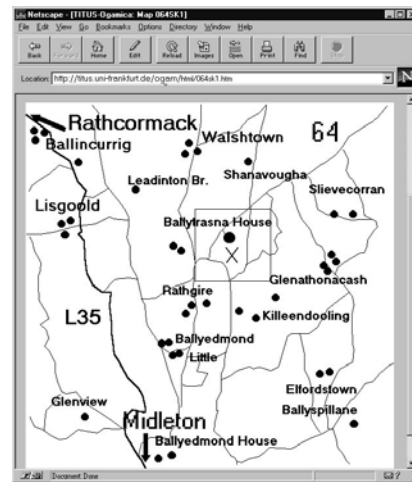 Netscape - [TITUS-Ogamica: Map 064SK1]
File Edit View Go Bookmarks Options Directory Window Help
Back Home Edit Reload Images Open Print Find Stop
Location: http://titus.uni-frankfurt.de/ogam/html/064sk1.htm
N
Rathcormack
64
Ballincurrig
Walshtown
Shanavougha
Leadinton Br.
Slievecorran
Lisgoold
Ballytrasna House
X
Glenathonacash
Rathgire
L35
Killeendooling
Ballyedmond
Little
Elfordstown
Glenview
Ballyspillane
Midleton
Ballyedmond House
Document Done